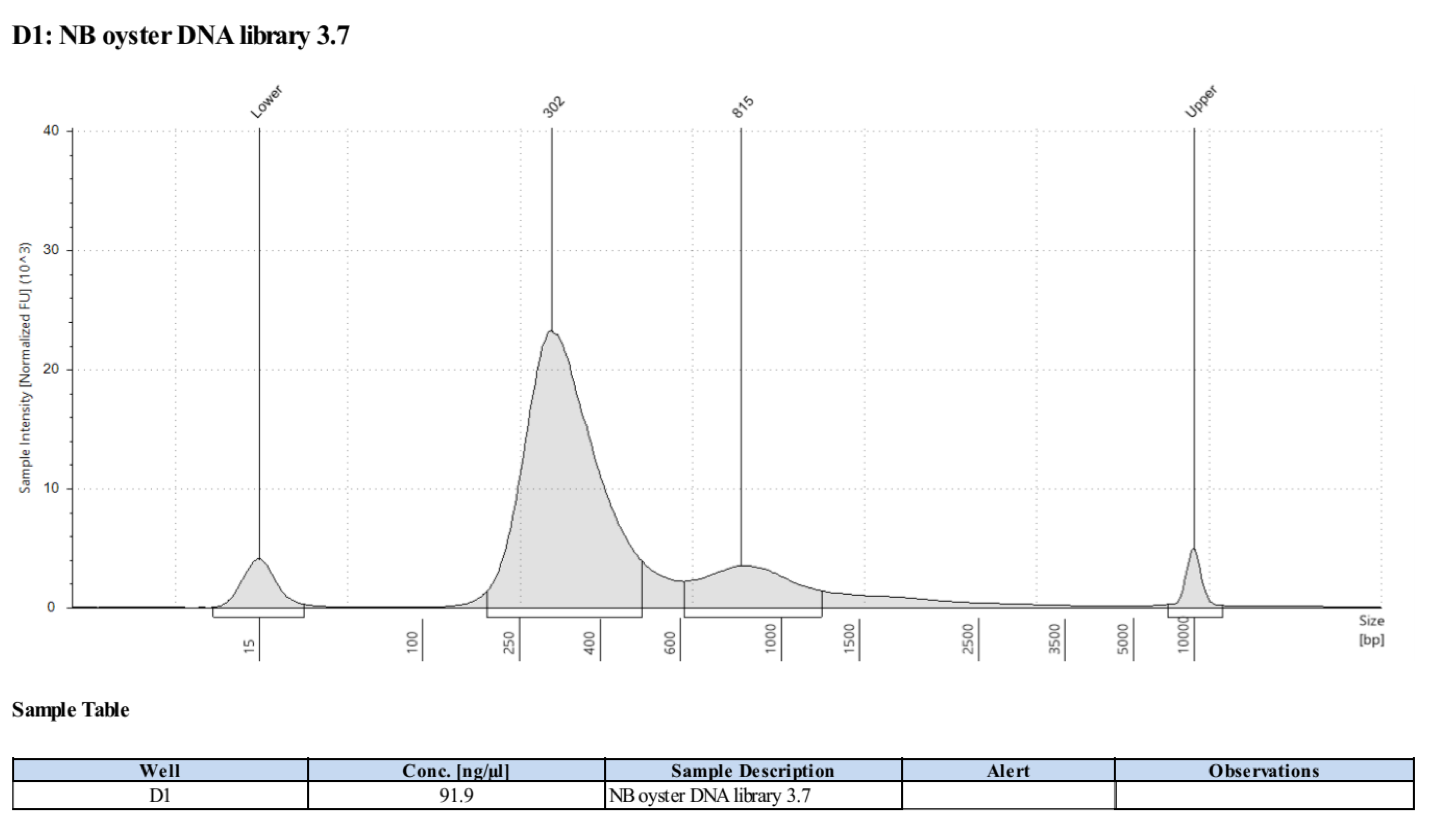 D1: NB oyster DNA library 3.7
Lower
302
815
Upper
40
30
20
10
0
Sample Intensity [Normalized FU] (10^3)
15
100
250
400
600
1000
1500
2500
3500
5000
10000
Size
[bp]
Sample Table
Well Conc. [ng/µl] Sample Description Alert Observations
D1 91.9 NB oyster DNA library 3.7